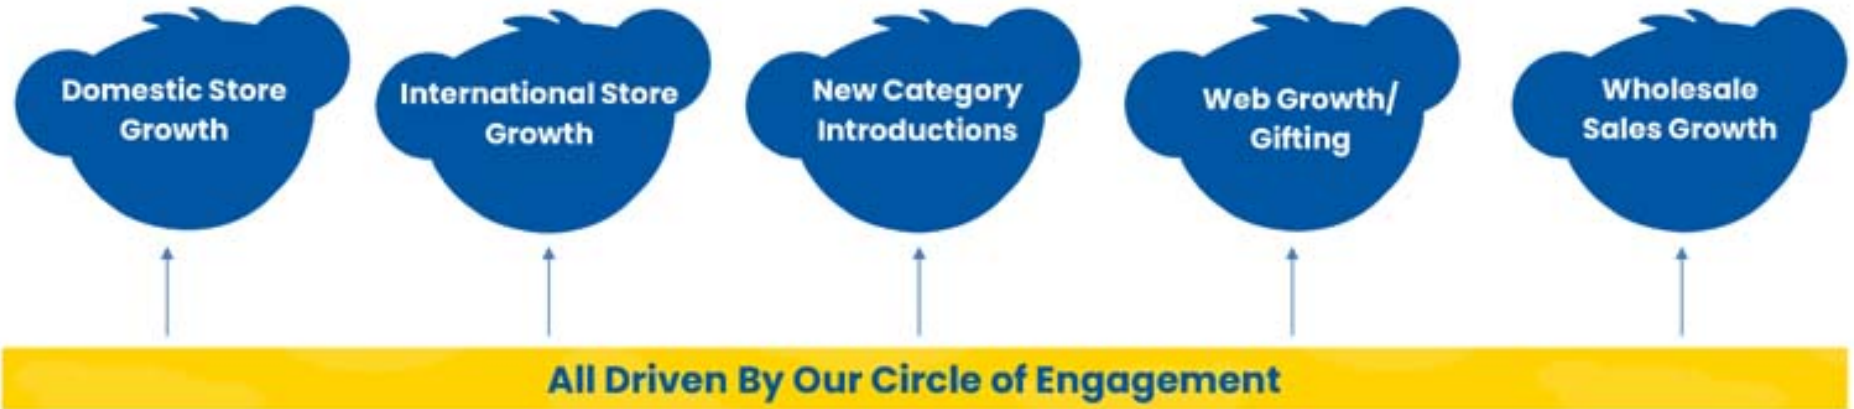 Domestic Store
Growth
International Store
Growth
New Category
Introductions
Web Growth/
Gifting
Wholesale
Sales Growth
All Driven By Our Circle of Engagement